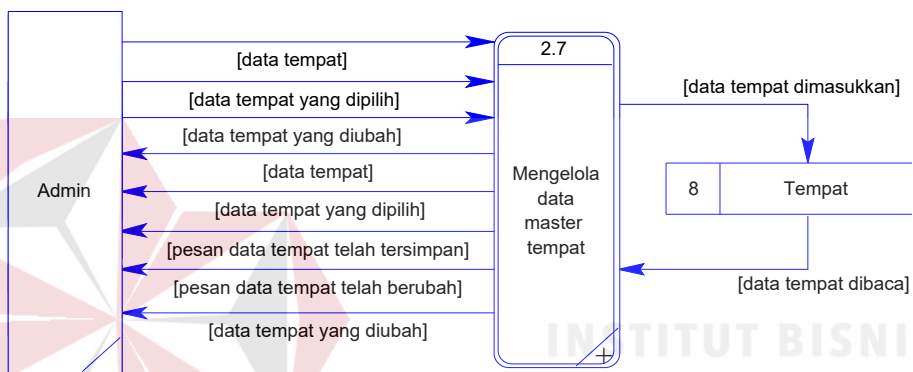 [data tempat]
[data tempat yang dipilih]
[data tempat yang diubah]
[data tempat]
[data tempat yang dipilih]
[pesan data tempat telah tersimpan]
[pesan data tempat telah berubah]
[data tempat yang diubah]
Admin
2.7
Mengelola
data
master
tempat
[data tempat dimasukkan]
8 Tempat
[data tempat dibaca]
INSTITUT BISNI